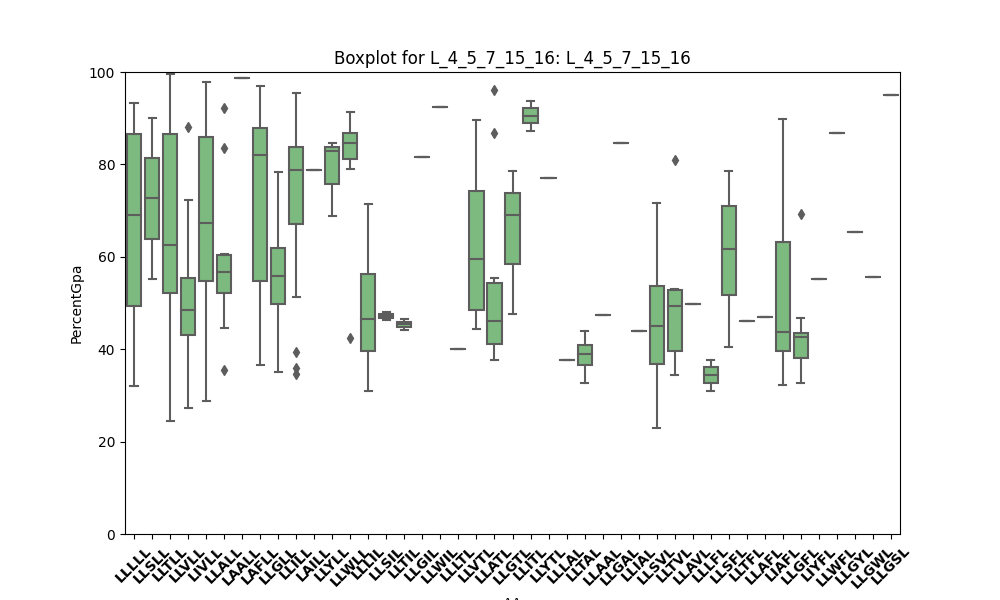 Boxplot for L_4_5_7_15_16: L_4_5_7_15_16
PercentGpa
100
80
60
40
20
0
LLLLL
LLSLL
LLTLL
LLVLL
LIVLL
LLALL
LAALL
LAFLL
LLGLL
LLILL
LAILL
LLYLL
LLWLL
LLLIL
LLSIL
LLTIL
LLGIL
LLWIL
LLLTL
LLVTL
LLATL
LLGTL
LLITL
LLYTL
LLLAL
LLTAL
LLAAL
LLGAL
LLIAL
LLSVL
LLTVL
LLAVL
LLLFL
LLSFL
LLTFL
LLAFL
LIAFL
LLGFL
LIYFL
LLWFL
LLGYL
LLGWL
LLGSL